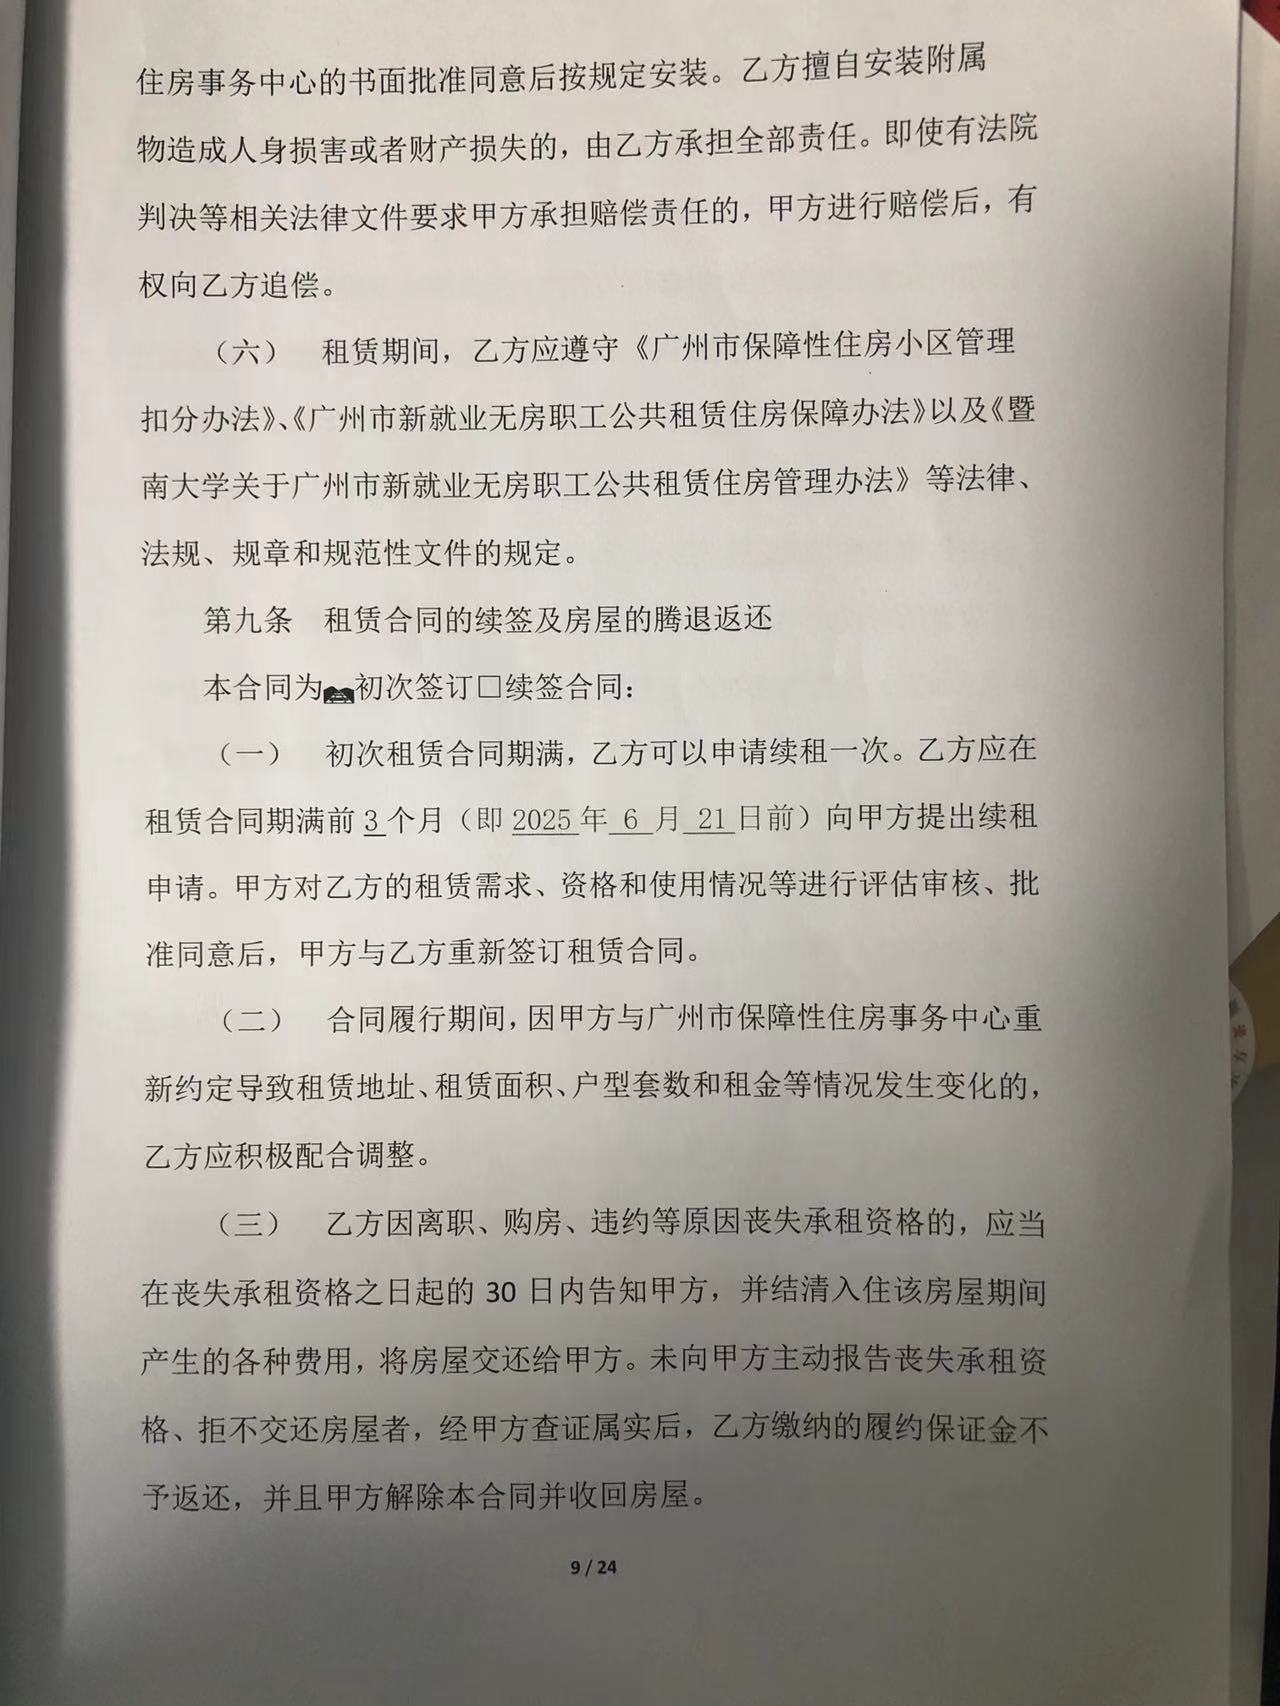 住房事务中心的书面批准同意后按规定安装。乙方擅自安装附属
物造成人身损害或者财产损失的，由乙方承担全部责任。即使有法院
判决等相关法律文件要求甲方承担赔偿责任的，甲方进行赔偿后，有
权向乙方追偿。
（六） 租赁期间，乙方应遵守《广州市保障性住房小区管理
扣分办法》、《广州市新就业无房职工公共租赁住房保障办法》以及《暨
南大学关于广州市新就业无房职工公共租赁住房管理办法》等法律、
法规、规章和规范性文件的规定。
第九条 租赁合同的续签及房屋的腾退返还
本合同为初次签订□续签合同：
（一） 初次租赁合同期满，乙方可以申请续租一次。乙方应在
租赁合同期满前 3 个月（即 2025 年 6 月 21 日前）向甲方提出续租
申请。甲方对乙方的租赁需求、资格和使用情况等进行评估审核、批
准同意后，甲方与乙方重新签订租赁合同。
（二） 合同履行期间，因甲方与广州市保障性住房事务中心重
新约定导致租赁地址、租赁面积、户型套数和租金等情况发生变化的，
乙方应积极配合调整。
（三） 乙方因离职、购房、违约等原因丧失承租资格的，应当
在丧失承租资格之日起的 30 日内告知甲方，并结清入住该房屋期间
产生的各种费用，将房屋交还给甲方。未向甲方主动报告丧失承租资
格、拒不交还房屋者，经甲方查证属实后，乙方缴纳的履约保证金不
予返还，并且甲方解除本合同并收回房屋。
9 / 24